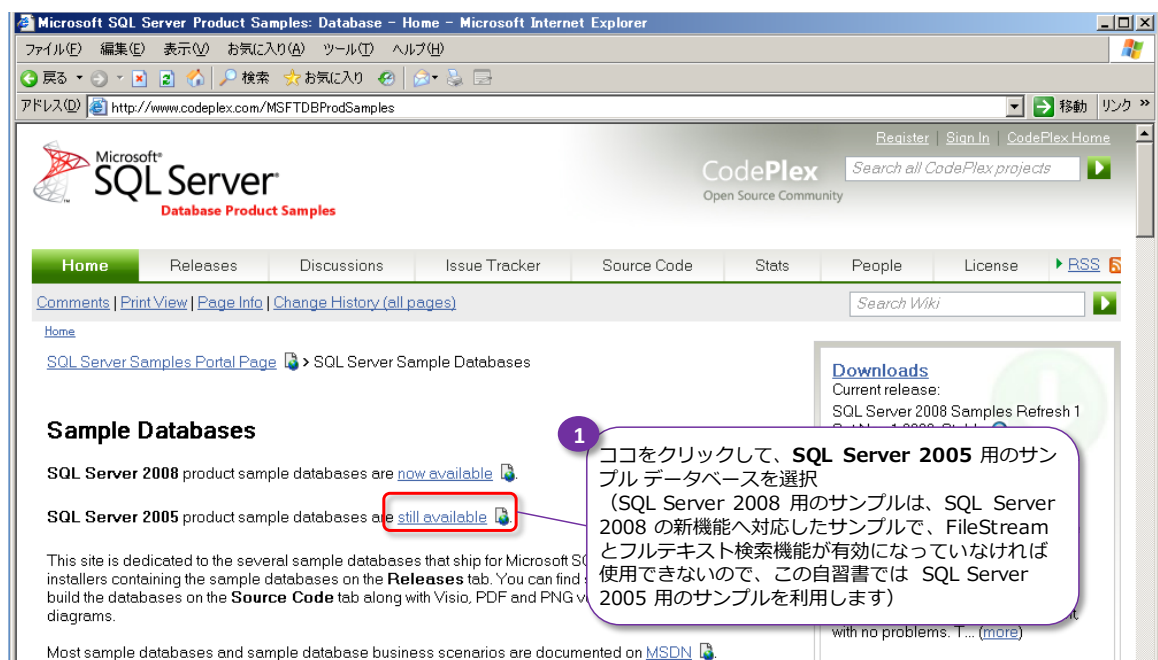 Microsoft SQL Server Product Samples: Database - Home - Microsoft Internet Explorer
ファイル(F) 編集(E) 表示(V) お気に入り(A) ツール(T) ヘルプ(H)
戻る 検索 お気に入り
アドレス(D) http://www.codeplex.com/MSFTDBProdSamples 移動 リンク »
Register | Sign In | CodePlex Home
Microsoft®
SQL Server®
Database Product Samples
CodePlex
Open Source Community
Search all CodePlex projects
Home Releases Discussions Issue Tracker Source Code Stats People License RSS
Comments | Print View | Page Info | Change History (all pages)
Search Wiki
Home
SQL Server Samples Portal Page > SQL Server Sample Databases
Downloads
Current release:
SQL Server 2008 Samples Refresh 1
Sample Databases
SQL Server 2008 product sample databases are now available.
SQL Server 2005 product sample databases are still available.
1
ココをクリックして、SQL Server 2005 用のサン
プル データベースを選択
（SQL Server 2008 用のサンプルは、SQL Server
2008 の新機能へ対応したサンプルで、FileStream
とフルテキスト検索機能が有効になっていなければ
使用できないので、この自習書では SQL Server
2005 用のサンプルを利用します）
This site is dedicated to the several sample databases that ship for Microsoft
installers containing the sample databases on the Releases tab. You can find
build the databases on the Source Code tab along with Visio, PDF and PNG
diagrams.
with no problems. T... (more)
Most sample databases and sample database business scenarios are documented on MSDN.